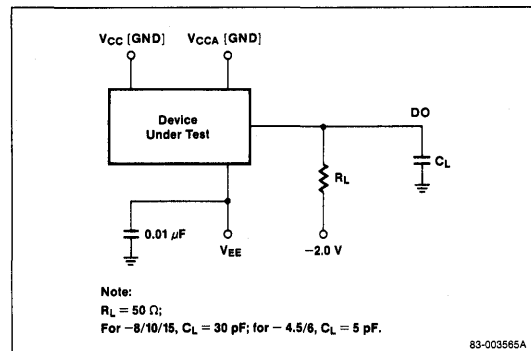 VCC [GND] VCCA [GND]
Device
Under Test
DO
CL
RL
0.01 µF
VEE
−2.0 V
Note:
RL = 50 Ω;
For −8/10/15, CL = 30 pF; for − 4.5/6, CL = 5 pF.
83-003565A